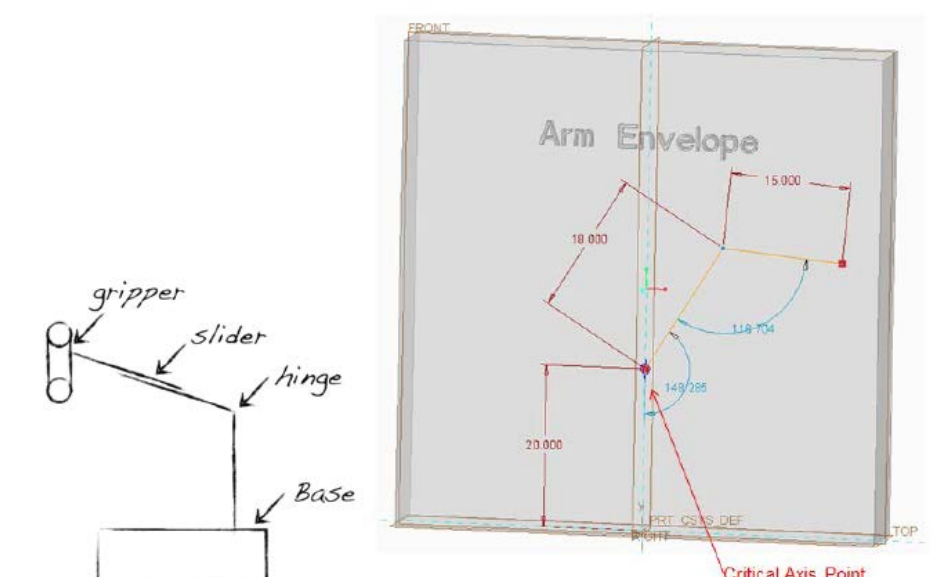 gripper
slider
hinge
Base
FRONT
Arm Envelope
15.000
18.000
118.704
148.285
20.000
PRT_CSYS_DEF
RIGHT
TOP
Critical Axis Point